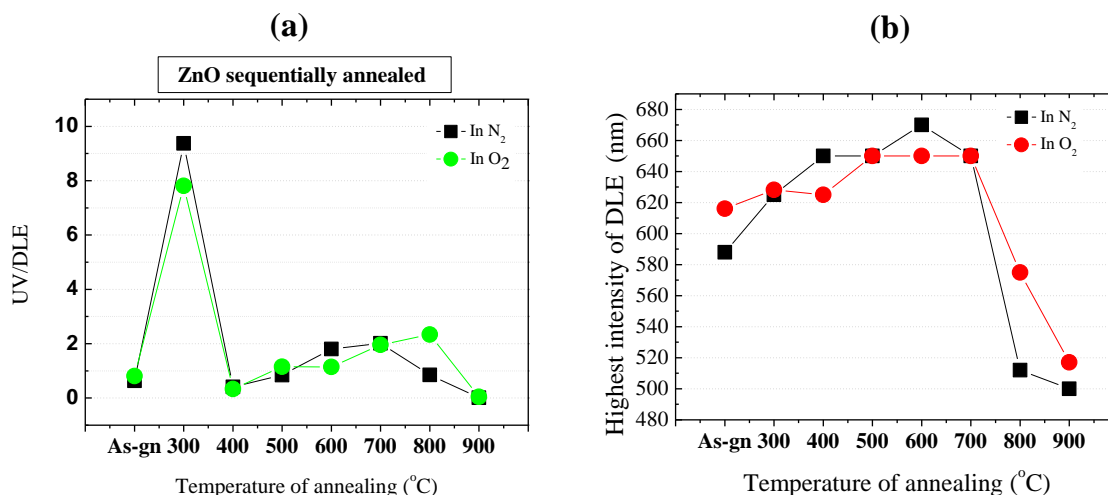 (a)
ZnO sequentially annealed
In N2
In O2
10
8
6
4
2
0
UV/DLE
As-gn 300 400 500 600 700 800 900
Temperature of annealing (°C)
(b)
In N2
In O2
680
660
640
620
600
580
560
540
520
500
480
Highest intensity of DLE (nm)
As-gn 300 400 500 600 700 800 900
Temperature of annealing (°C)